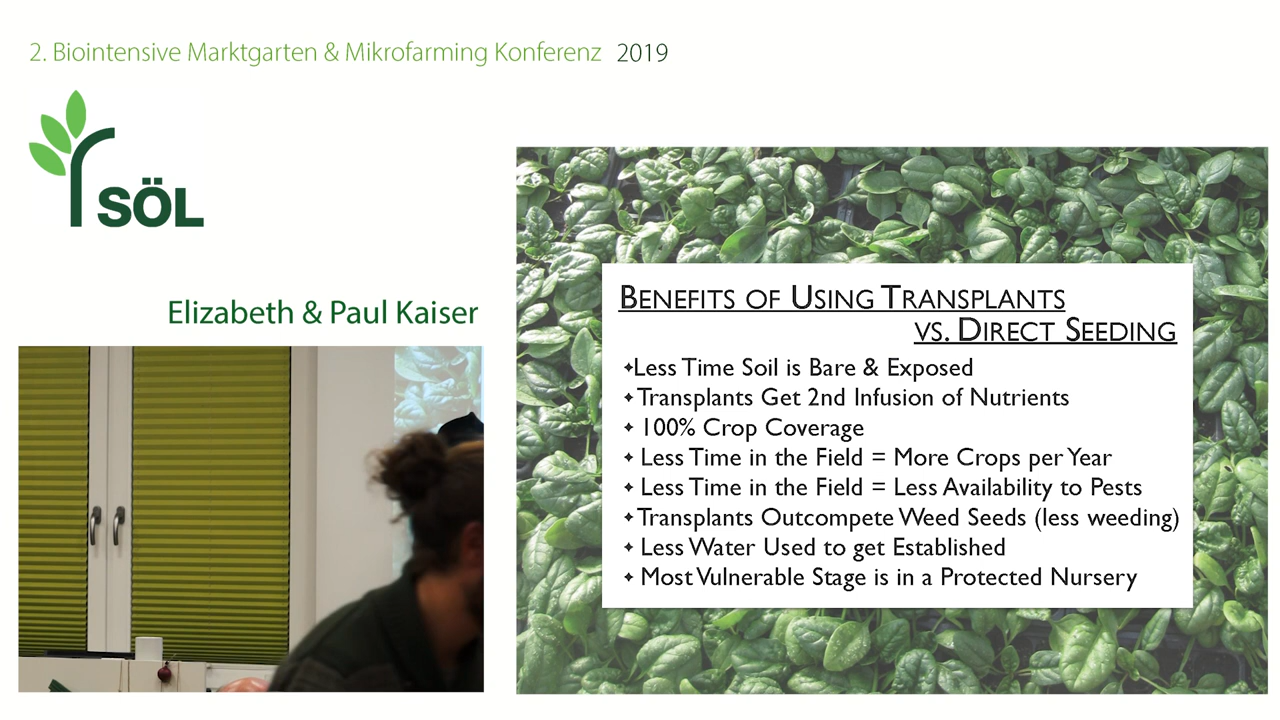 2. Biointensive Marktgarten & Mikrofarming Konferenz 2019
SÖL
Elizabeth & Paul Kaiser
BENEFITS OF USING TRANSPLANTS
VS. DIRECT SEEDING
✦Less Time Soil is Bare & Exposed
✦ Transplants Get 2nd Infusion of Nutrients
✦ 100% Crop Coverage
✦ Less Time in the Field = More Crops per Year
✦ Less Time in the Field = Less Availability to Pests
✦ Transplants Outcompete Weed Seeds (less weeding)
✦ Less Water Used to get Established
✦ Most Vulnerable Stage is in a Protected Nursery